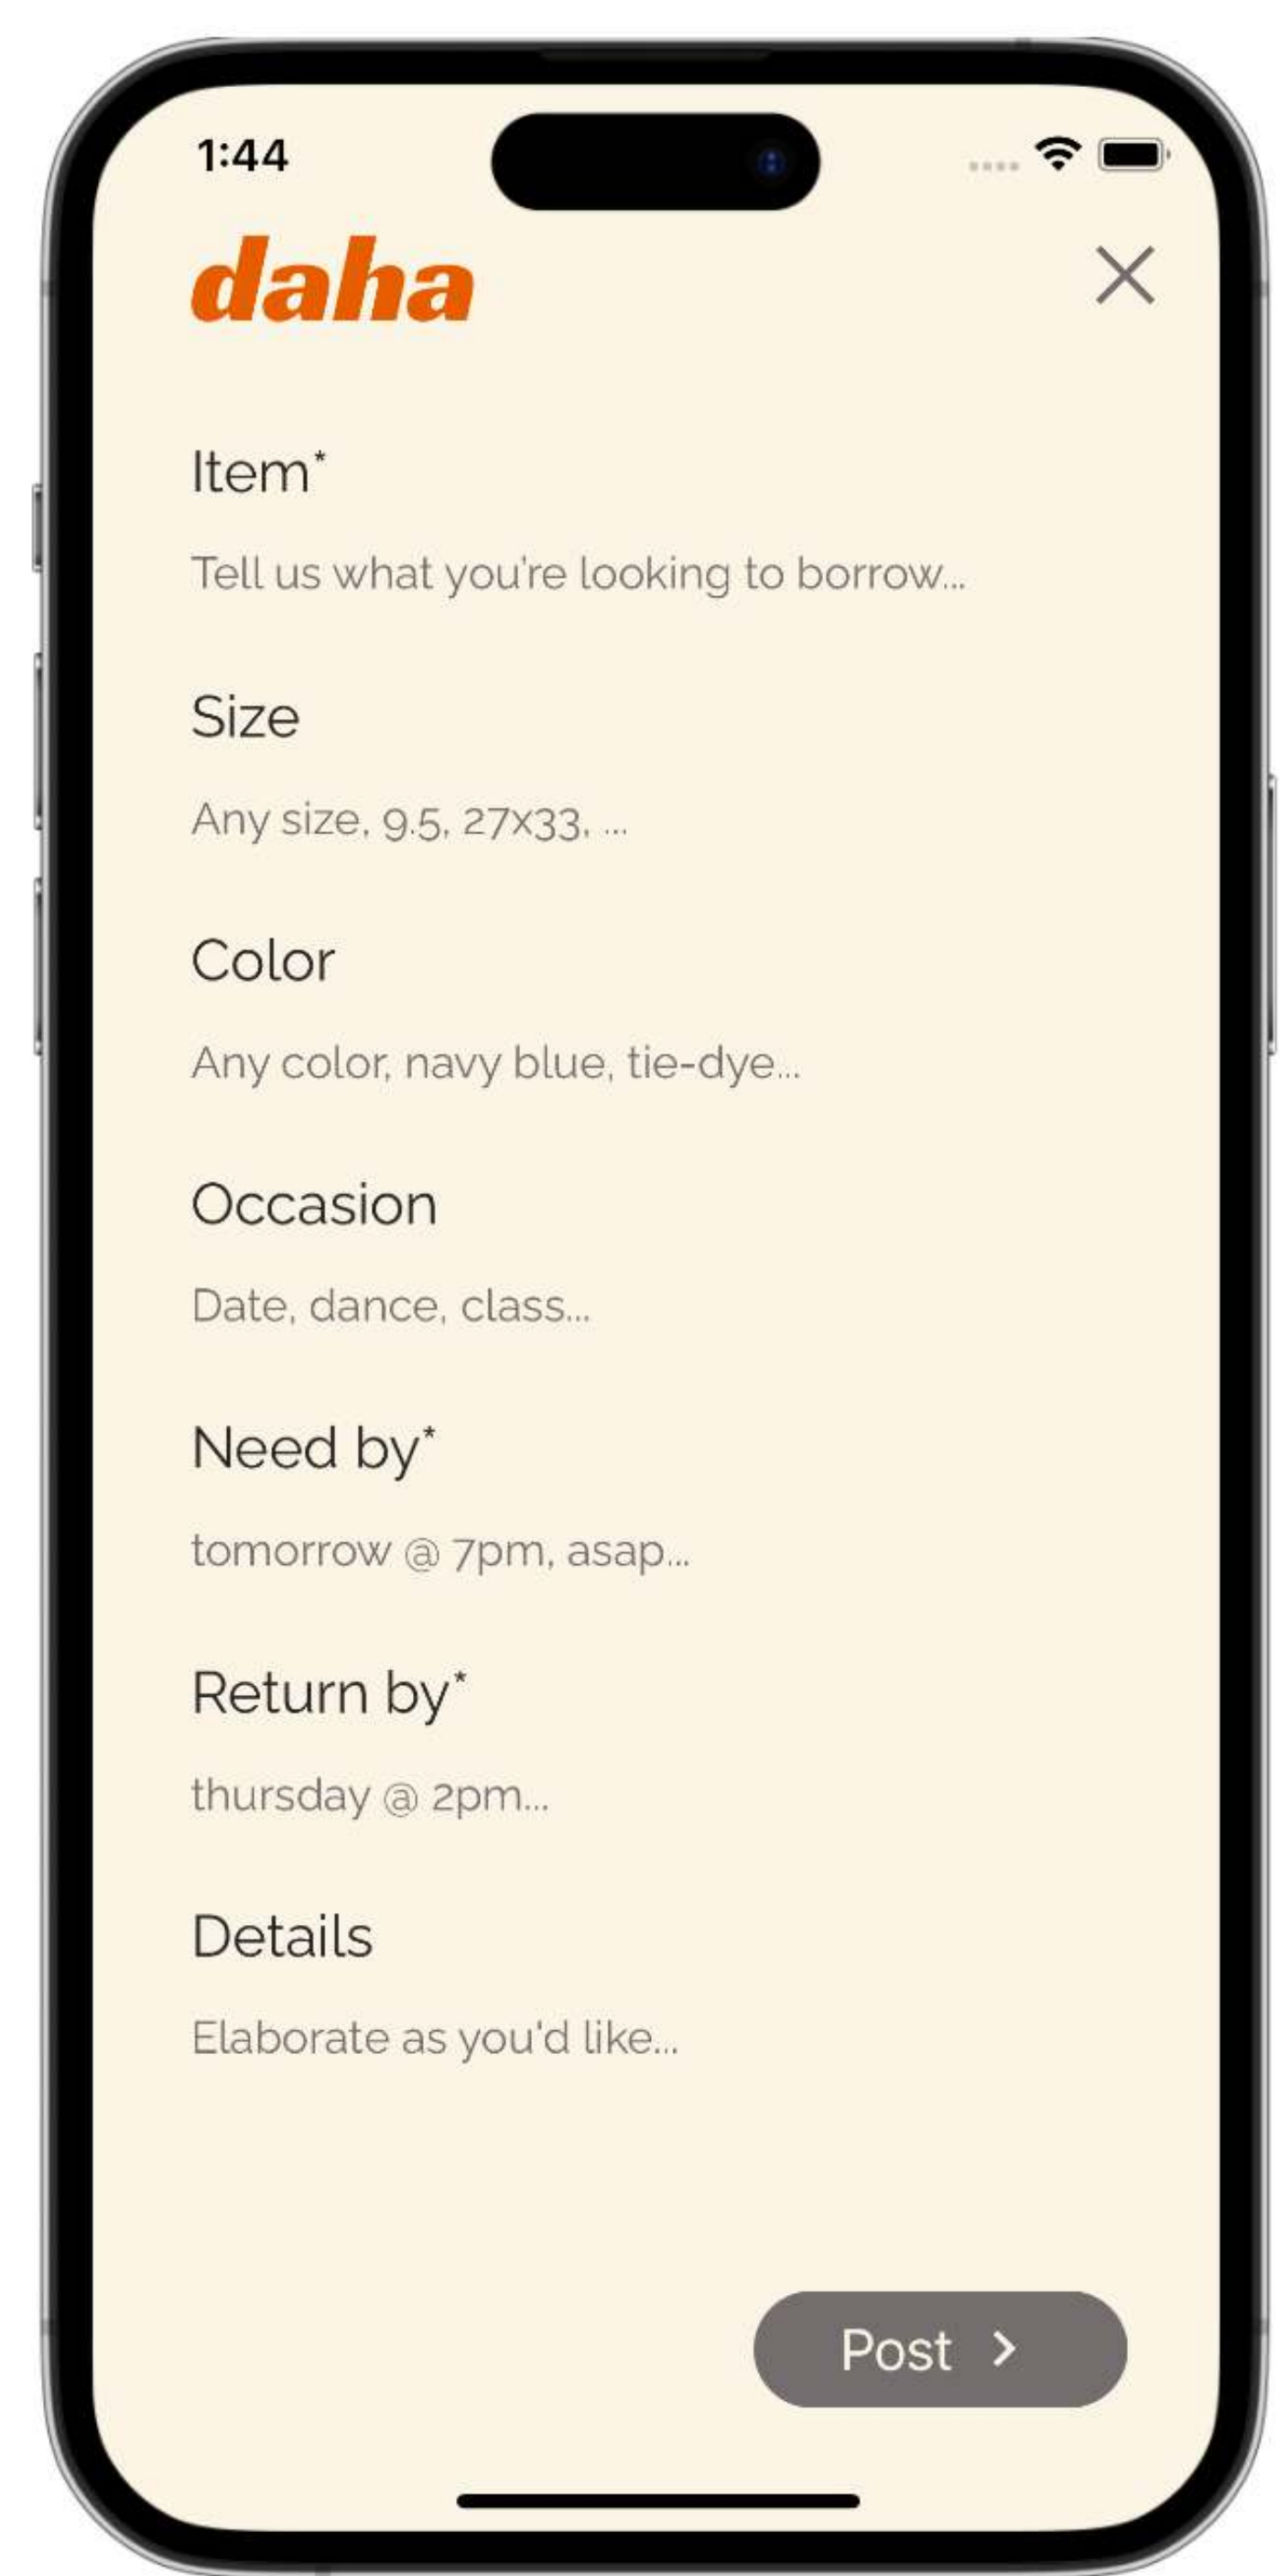 1:44
daha
Item*
Tell us what you're looking to borrow...
Size
Any size, 9.5, 27x33, ...
Color
Any color, navy blue, tie-dye...
Occasion
Date, dance, class...
Need by*
tomorrow @ 7pm, asap...
Return by*
thursday @ 2pm...
Details
Elaborate as you'd like...
Post >